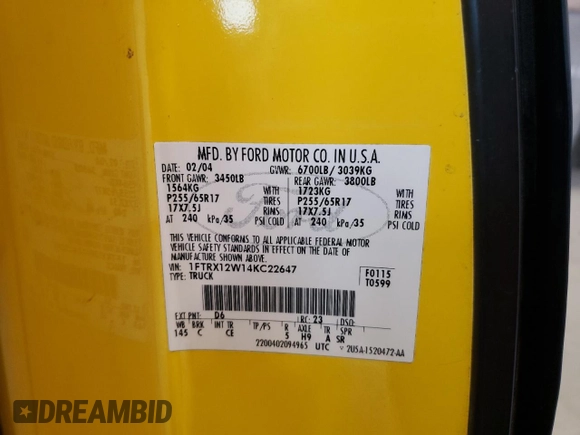 MFD. BY FORD MOTOR CO. IN U.S.A.
DATE: 02/04 GVWR: 6700LB/ 3039KG
FRONT GAWR: 3450LB REAR GAWR: 3800LB
1564KG 1723KG
P255/65R17 TIRES P255/65R17 TIRES
17X7.5J RIMS 17X7.5J RIMS
AT 240 kPa/35 PSI COLD AT 240 kPa/35 PSI COLD
THIS VEHICLE CONFORMS TO ALL APPLICABLE FEDERAL MOTOR
VEHICLE SAFETY STANDARDS IN EFFECT ON THE DATE OF
MANUFACTURE SHOWN ABOVE.
VIN: 1FTRX12W14KC22647 F0115
TYPE: TRUCK T0599
EXT PNT: D6 RC: 23 DSO:
WB BRK INT TR TP/PS R AXLE TR SPR
145 C CE 5 H9 A SR
2200402094965 UTC 2USA-1520472-AA
Ford
DREAMBID